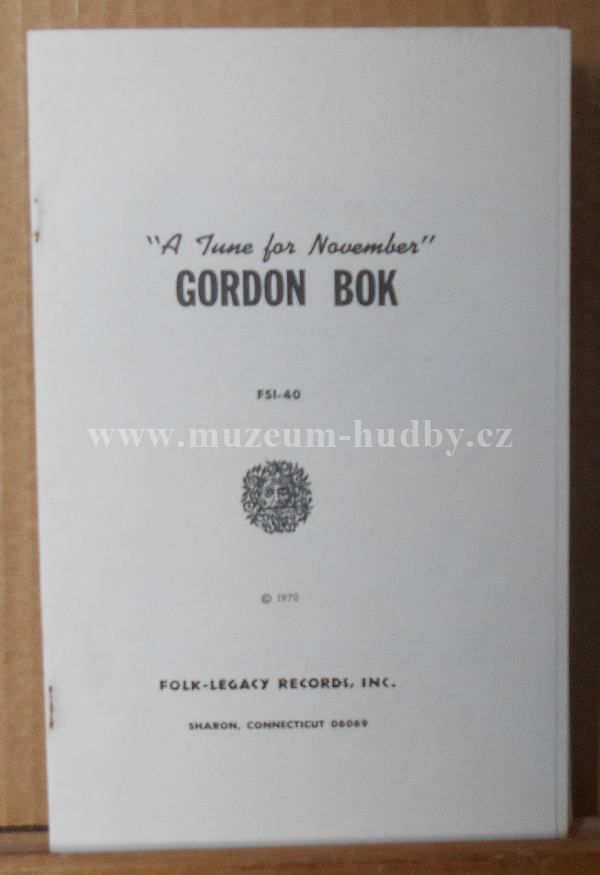 "A Tune for November"
GORDON BOK
FSI-40
www.muzeum-hudby.cz
© 1970
FOLK-LEGACY RECORDS, INC.
SHARON, CONNECTICUT 06069